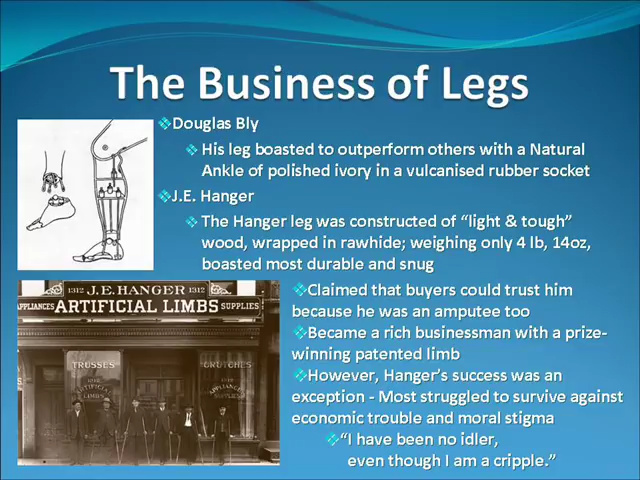 The Business of Legs
Douglas Bly
His leg boasted to outperform others with a Natural
Ankle of polished ivory in a vulcanised rubber socket
J.E. Hanger
The Hanger leg was constructed of “light & tough”
wood, wrapped in rawhide; weighing only 4 lb, 14oz,
boasted most durable and snug
Claimed that buyers could trust him
because he was an amputee too
Became a rich businessman with a prize-
winning patented limb
However, Hanger’s success was an
exception - Most struggled to survive against
economic trouble and moral stigma
“I have been no idler,
even though I am a cripple.”
1312 J.E. HANGER 1312
APPLIANCES ARTIFICIAL LIMBS SUPPLIES
TRUSSES
ARTIFICIAL
LIMBS
CRUTCHES